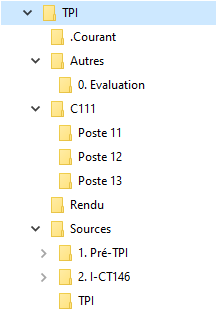 TPI
.Courant
Autres
0. Evaluation
C111
Poste 11
Poste 12
Poste 13
Rendu
Sources
1. Pré-TPI
2. I-CT146
TPI